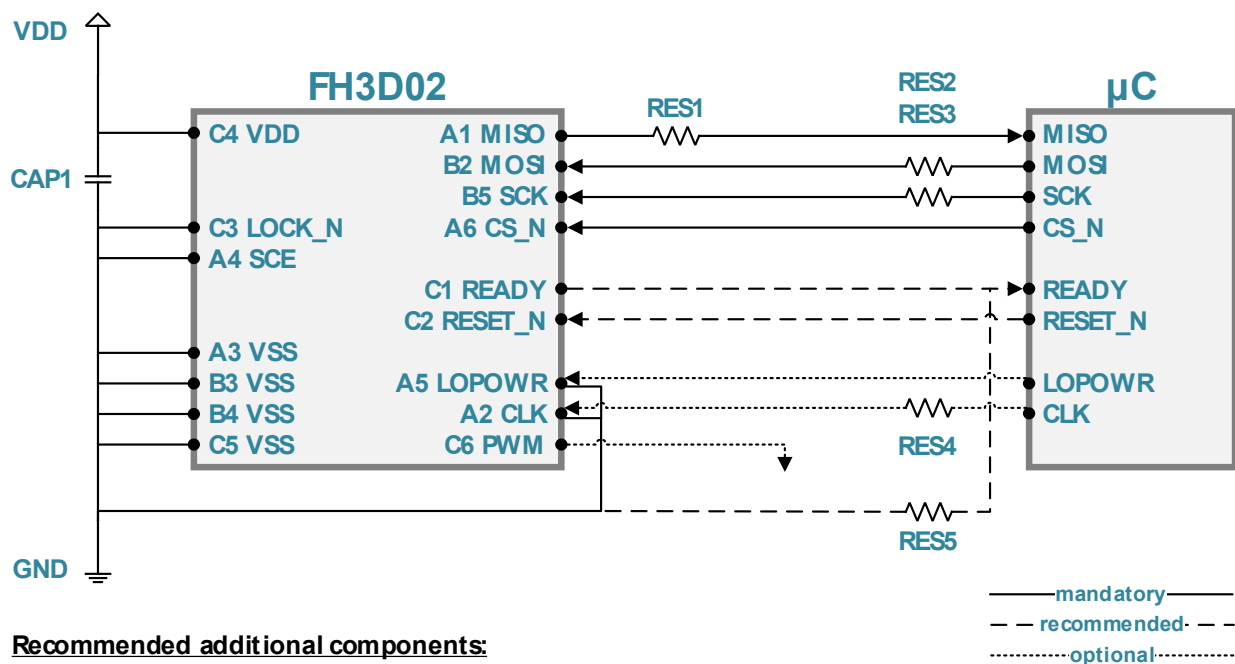 VDD
FH3D02
RES2
RES3
µC
RES1
C4 VDD
A1 MISO
MISO
B2 MOSI
MOSI
CAP1
B5 SCK
SCK
C3 LOCK_N
A6 CS_N
CS_N
A4 SCE
C1 READY
READY
C2 RESET_N
RESET_N
A3 VSS
B3 VSS
A5 LOPOWR
LOPOWR
B4 VSS
A2 CLK
CLK
C5 VSS
C6 PWM
RES4
RES5
GND
mandatory
recommended
optional
Recommended additional components: